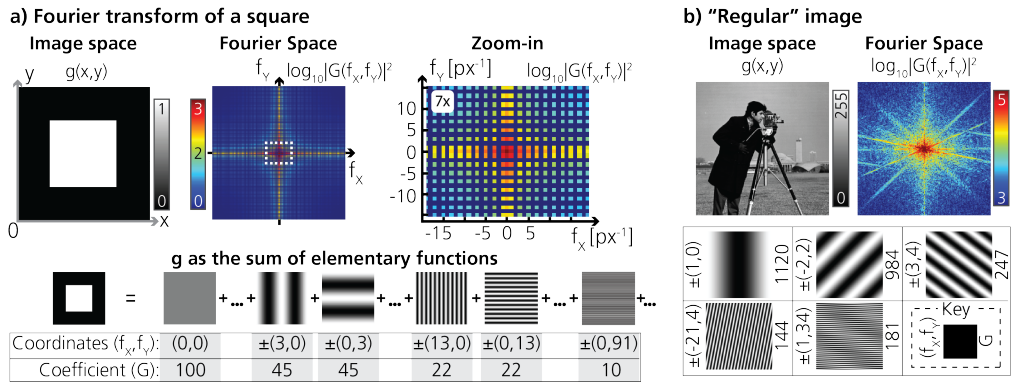 a) Fourier transform of a square
Image space
Fourier Space
Zoom-in
y
g(x,y)
1
0
0
x
f_Y
log₁₀|G(f_X,f_Y)|²
3
2
0
f_X
f_Y [px⁻¹]
log₁₀|G(f_X,f_Y)|²
7x
10
5
0
-5
-10
-15
-5
0
5
f_X [px⁻¹]
g as the sum of elementary functions
= +...+ + +...+ + +...+ +...
Coordinates (f_X,f_Y): (0,0) ±(3,0) ±(0,3) ±(13,0) ±(0,13) ±(0,91)
Coefficient (G): 100 45 45 22 22 10
b) “Regular” image
Image space
Fourier Space
g(x,y)
log₁₀|G(f_X,f_Y)|²
255
0
5
3
±(1,0)
1120
±(-2,2)
984
±(3,4)
247
±(-21,4)
144
±(1,34)
181
Key
(f_X,f_Y)
G